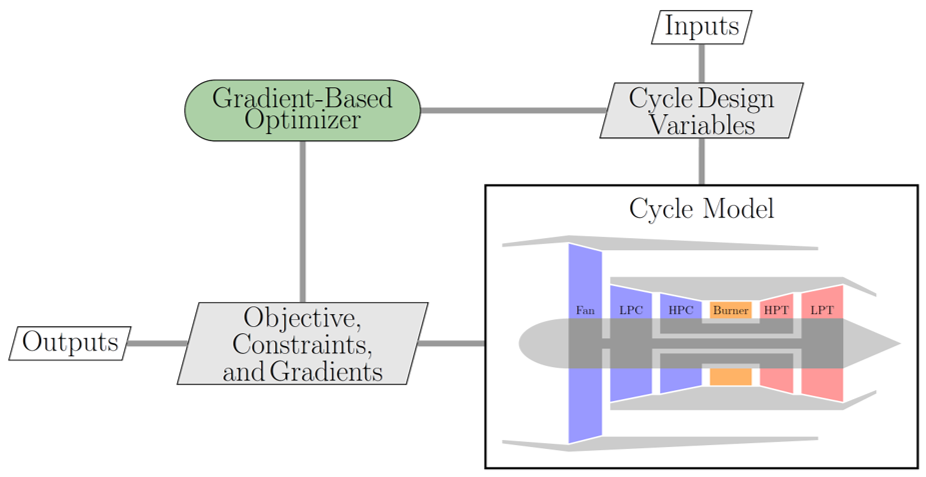 Inputs
Gradient-Based
Optimizer
Cycle Design
Variables
Cycle Model
Fan
LPC
HPC
Burner
HPT
LPT
Outputs
Objective,
Constraints,
and Gradients